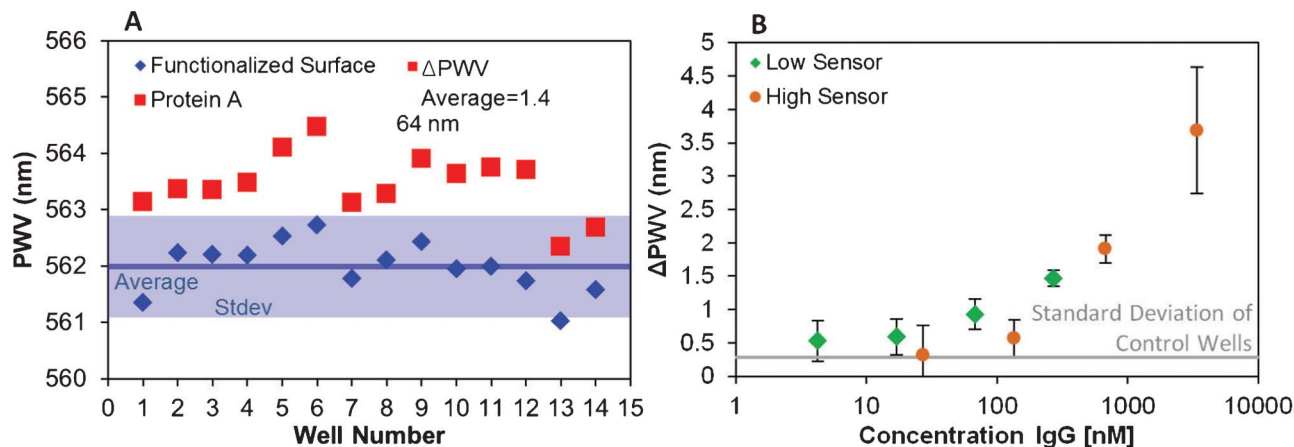 A
566
565
564
563
562
561
560
PWV (nm)
Functionalized Surface
Protein A
ΔPWV
Average=1.4
64 nm
Average
Stdev
0 1 2 3 4 5 6 7 8 9 10 11 12 13 14 15
Well Number
B
5
4.5
4
3.5
3
2.5
2
1.5
1
0.5
0
ΔPWV (nm)
Low Sensor
High Sensor
Standard Deviation of
Control Wells
1 10 100 1000 10000
Concentration IgG [nM]